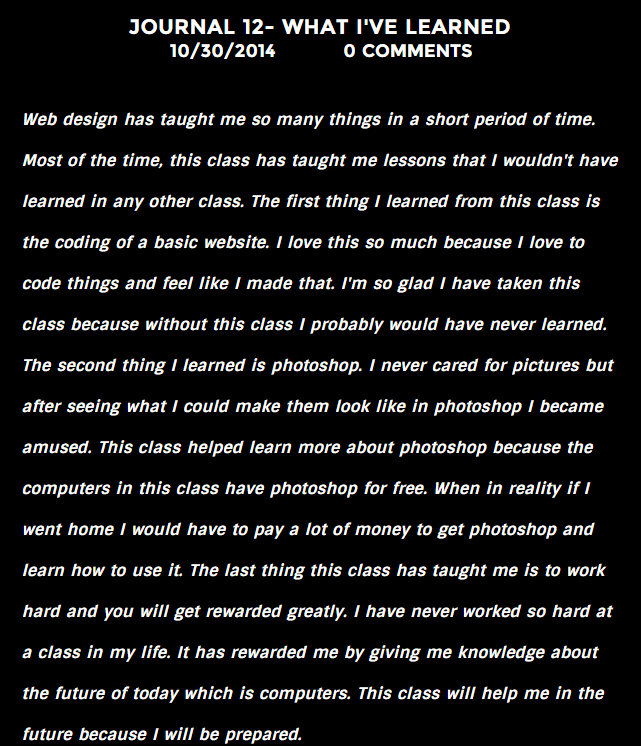 JOURNAL 12- WHAT I'VE LEARNED
10/30/2014 0 COMMENTS
Web design has taught me so many things in a short period of time.
Most of the time, this class has taught me lessons that I wouldn't have
learned in any other class. The first thing I learned from this class is
the coding of a basic website. I love this so much because I love to
code things and feel like I made that. I'm so glad I have taken this
class because without this class I probably would have never learned.
The second thing I learned is photoshop. I never cared for pictures but
after seeing what I could make them look like in photoshop I became
amused. This class helped learn more about photoshop because the
computers in this class have photoshop for free. When in reality if I
went home I would have to pay a lot of money to get photoshop and
learn how to use it. The last thing this class has taught me is to work
hard and you will get rewarded greatly. I have never worked so hard at
a class in my life. It has rewarded me by giving me knowledge about
the future of today which is computers. This class will help me in the
future because I will be prepared.